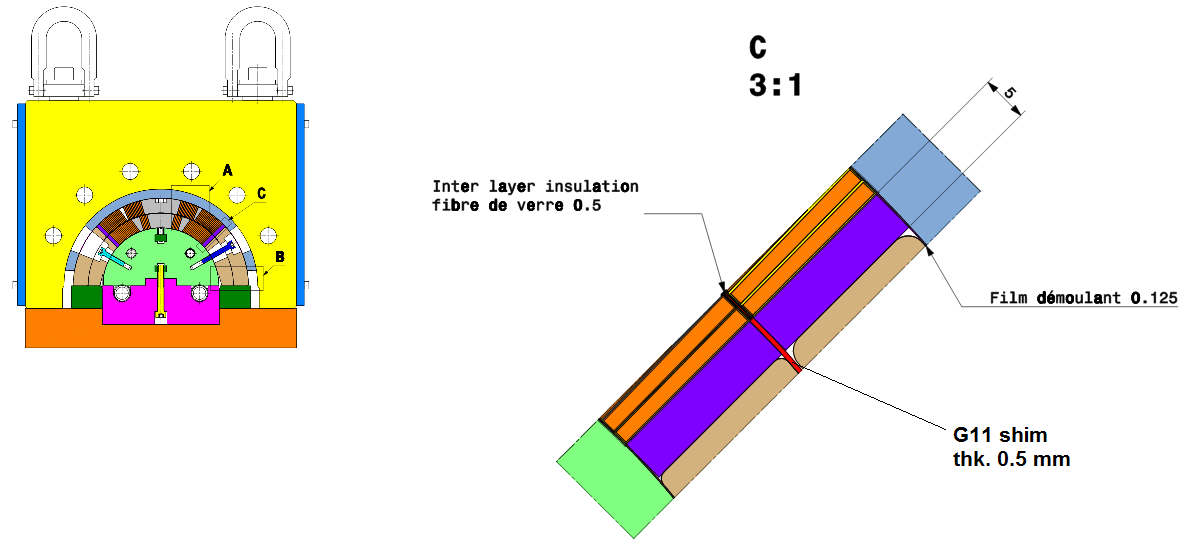 C
3:1
5
A
C
B
Inter layer insulation
fibre de verre 0.5
Film démoulant 0.125
G11 shim
thk. 0.5 mm